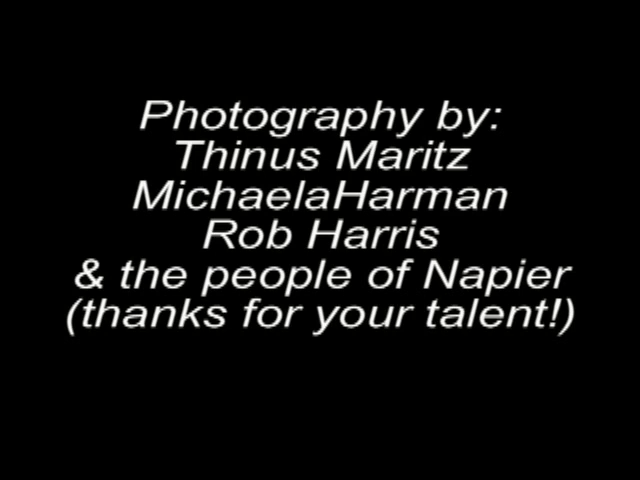 Photography by:
Thinus Maritz
MichaelaHarman
Rob Harris
& the people of Napier
(thanks for your talent!)